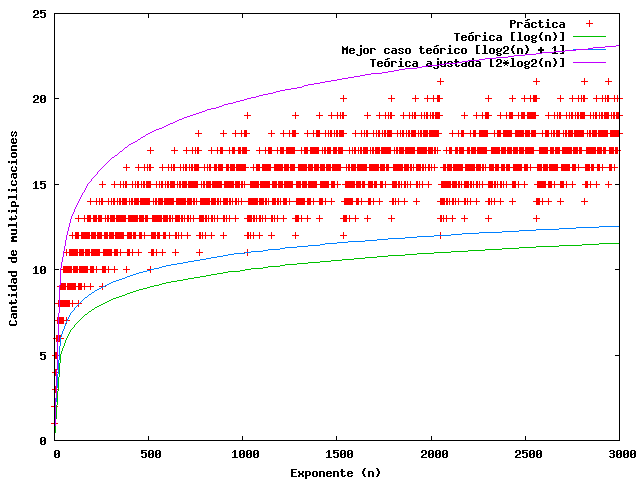 25
20
15
10
5
0
Cantidad de multiplicaciones
Práctica
Teórica [log(n)]
Mejor caso teórico [log2(n) + 1]
Teórica ajustada [2*log2(n)]
0 500 1000 1500 2000 2500 3000
Exponente (n)